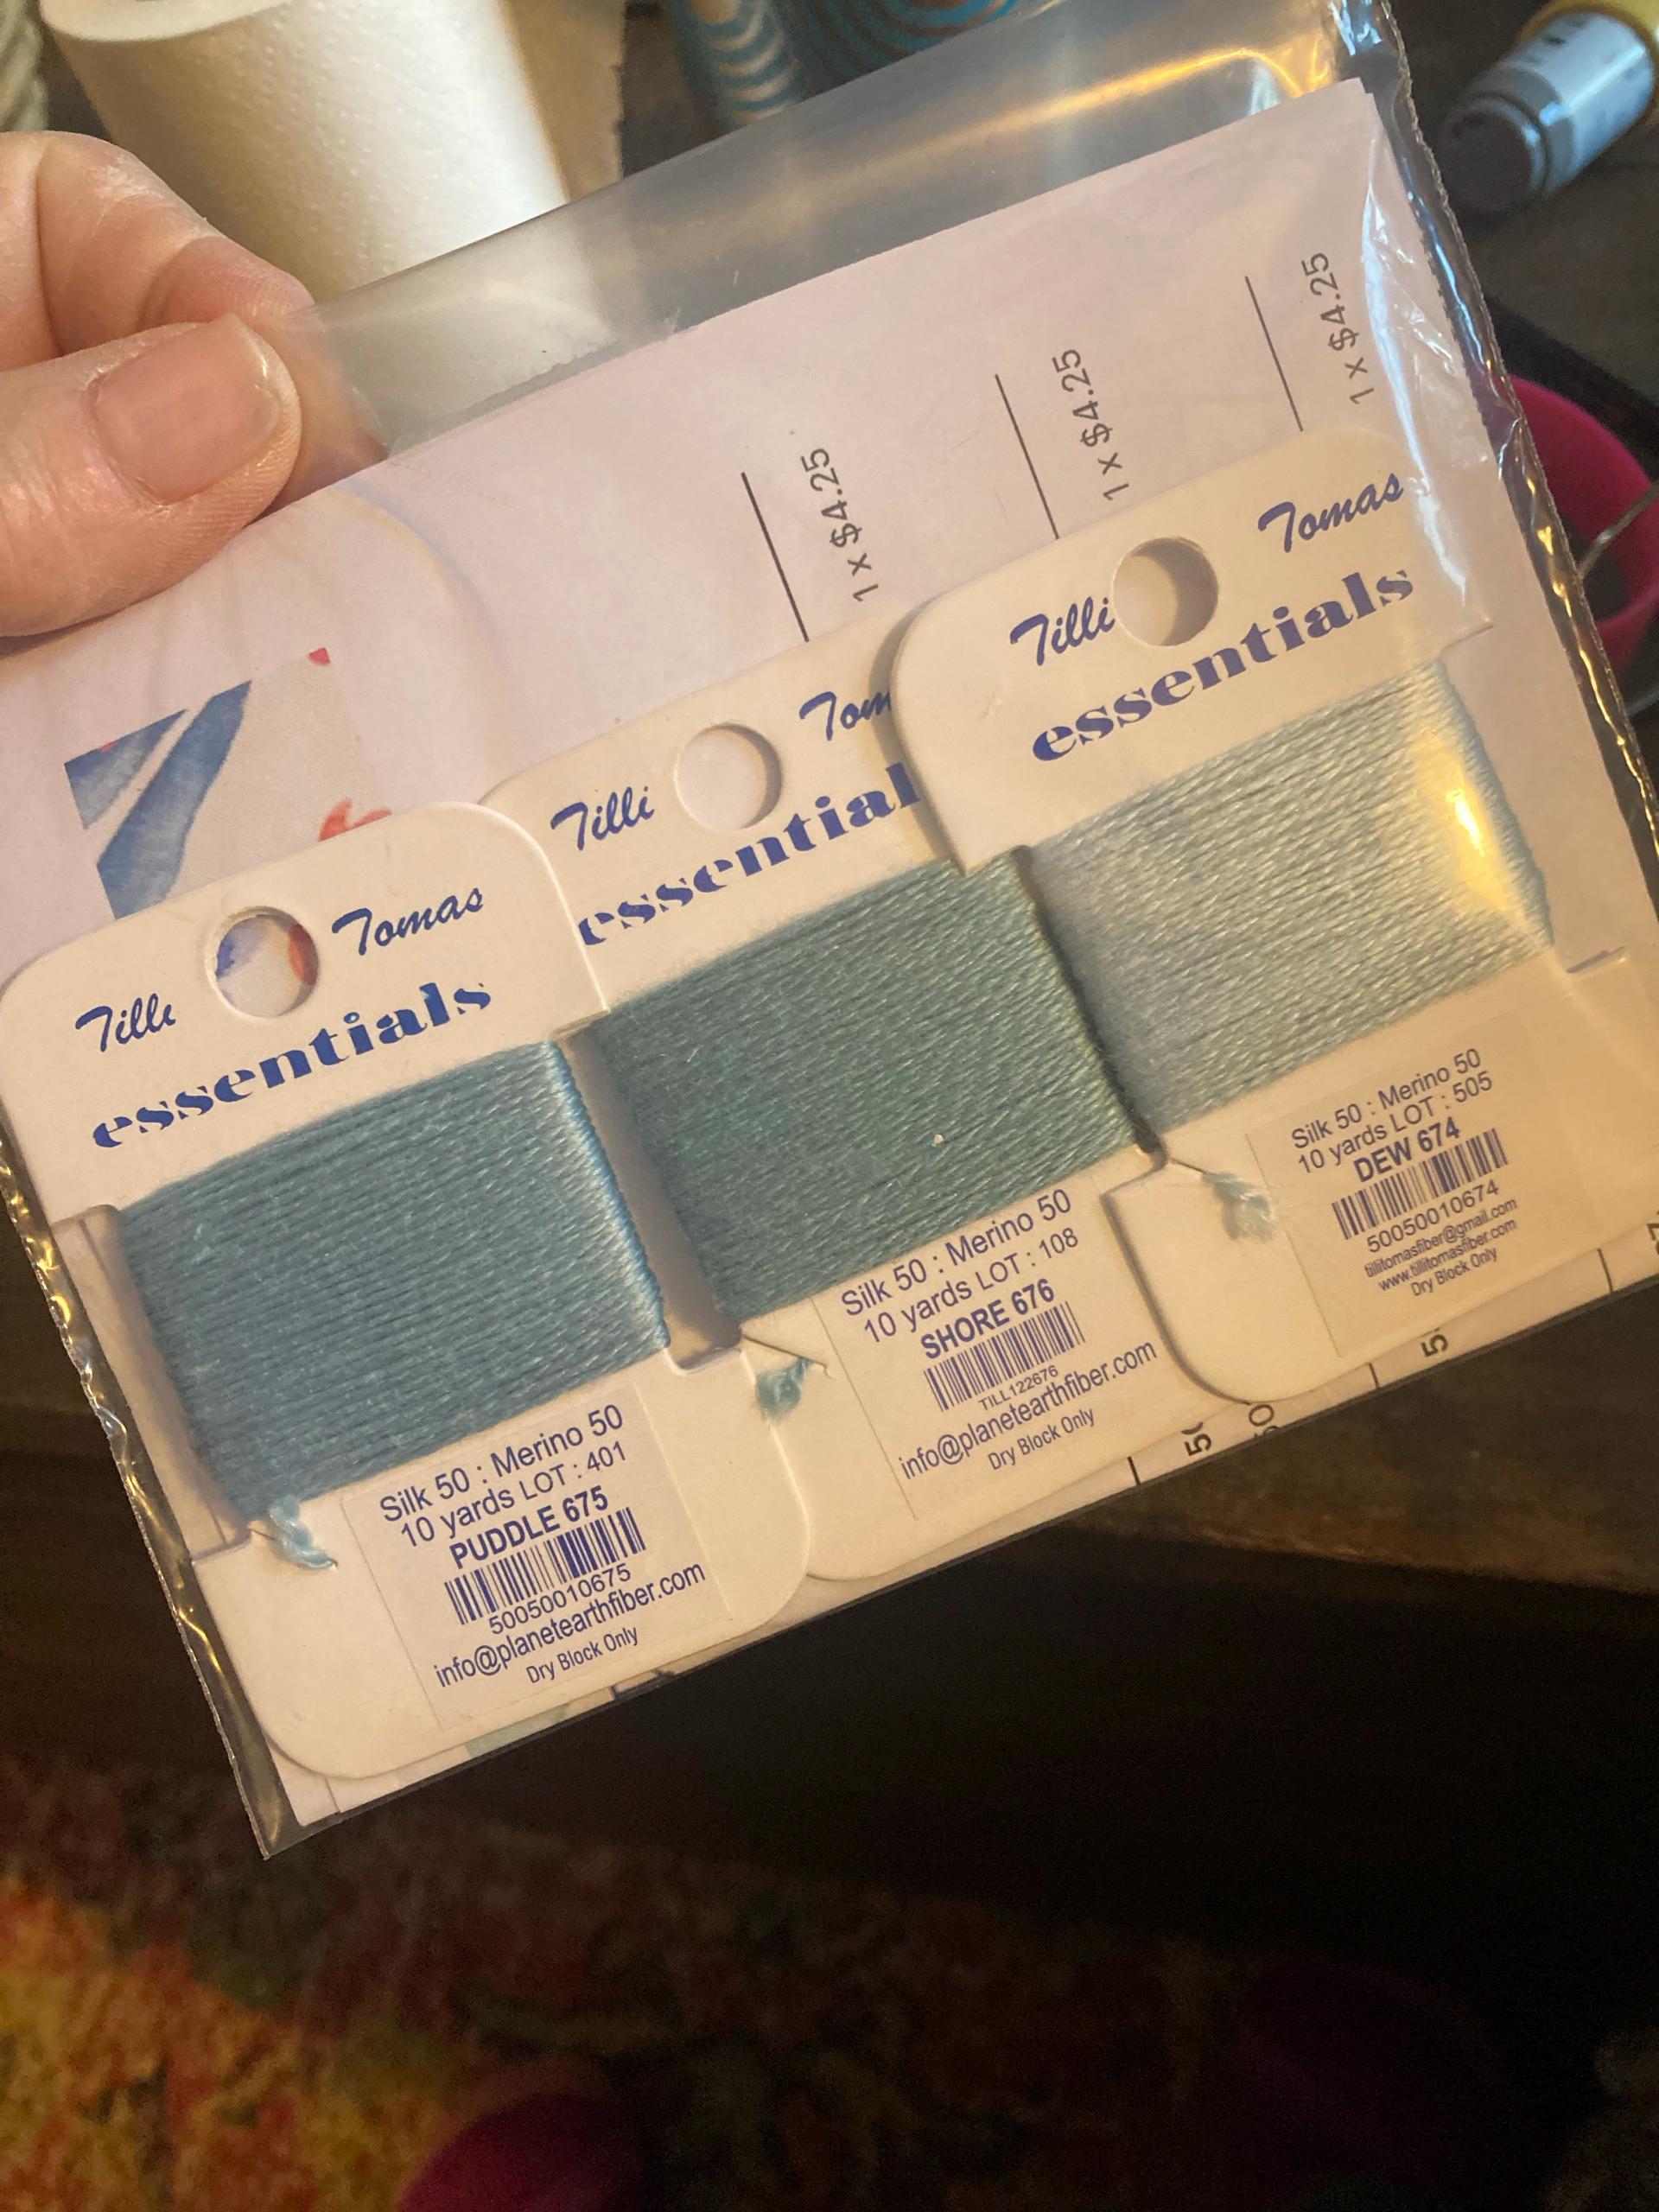 1 x $4.25
1 x $4.25
1 x $4.25
Tilli Tomas
essentials
Silk 50 : Merino 50
10 yards LOT : 401
PUDDLE 675
50050010675
info@planetearthfiber.com
Dry Block Only
Tilli Tom
essential
Silk 50 : Merino 50
10 yards LOT : 108
SHORE 676
TILL122676
info@planetearthfiber.com
Dry Block Only
Tilli Tomas
essentials
Silk 50 : Merino 50
10 yards LOT : 505
DEW 674
50050010674
tillitomasfiber@gmail.com
www.tillitomasfiber.com
Dry Block Only